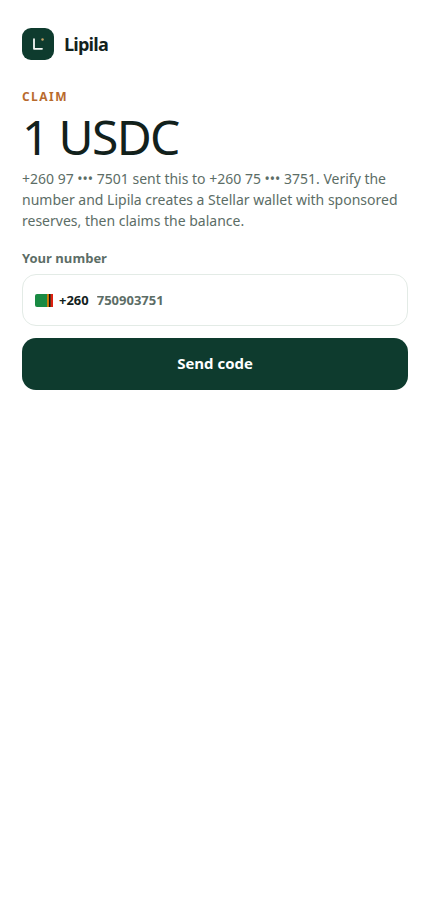 Lipila
CLAIM
1 USDC
+260 97 ••• 7501 sent this to +260 75 ••• 3751. Verify the
number and Lipila creates a Stellar wallet with sponsored
reserves, then claims the balance.
Your number
+260 750903751
Send code